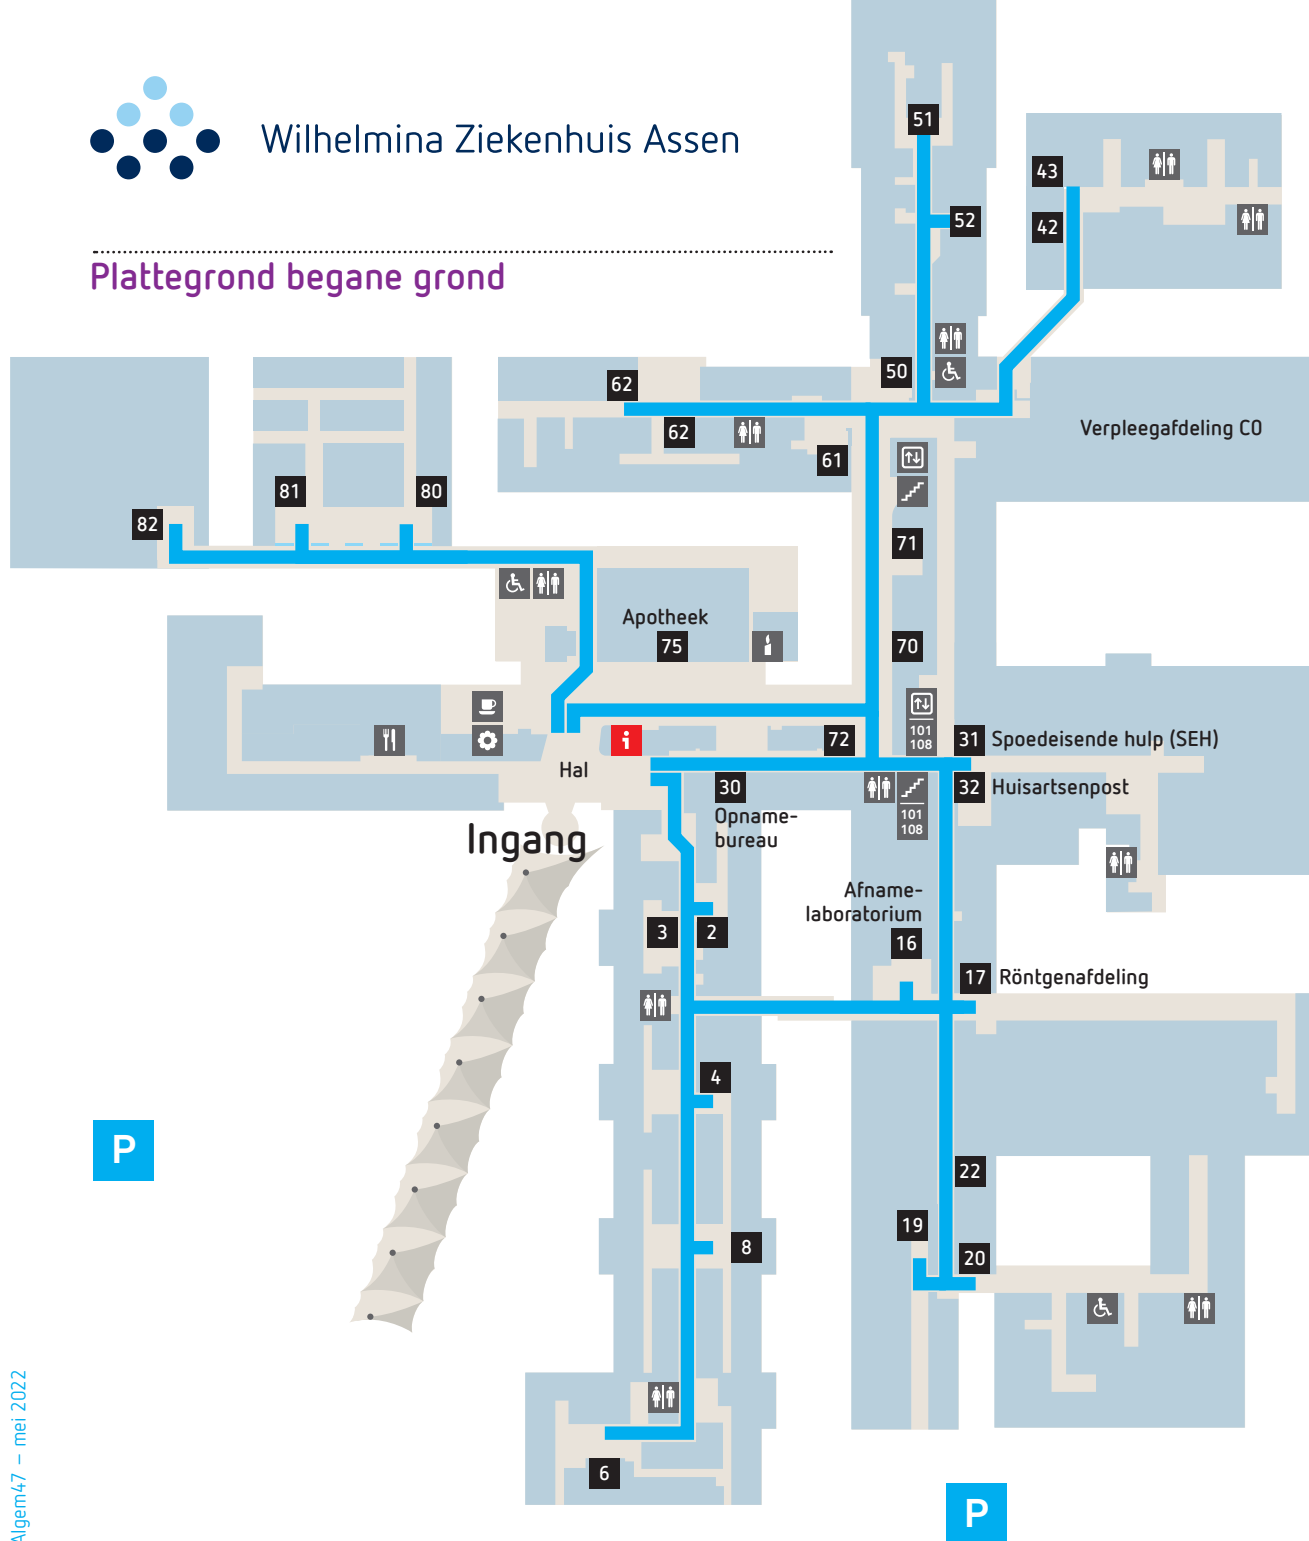 Wilhelmina Ziekenhuis Assen
Plattegrond begane grond
51
52
43
42
50
62
62
61
Verpleegafdeling C0
81
80
82
71
Apotheek
75
70
101
108
72
31 Spoedeisende hulp (SEH)
Hal
30
Opname-
bureau
32 Huisartsenpost
101
108
Ingang
Afname-
laboratorium
16
3
2
17 Röntgenafdeling
4
P
22
19
20
8
6
P
Algem47 – mei 2022